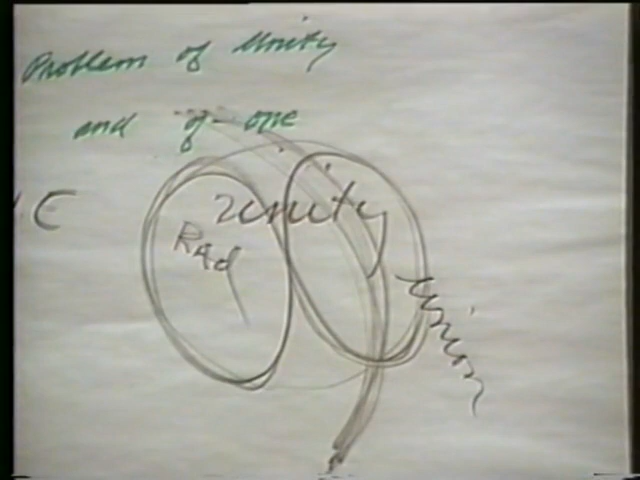 Problem of Unity
and of one
C
Unity
Rad
Union